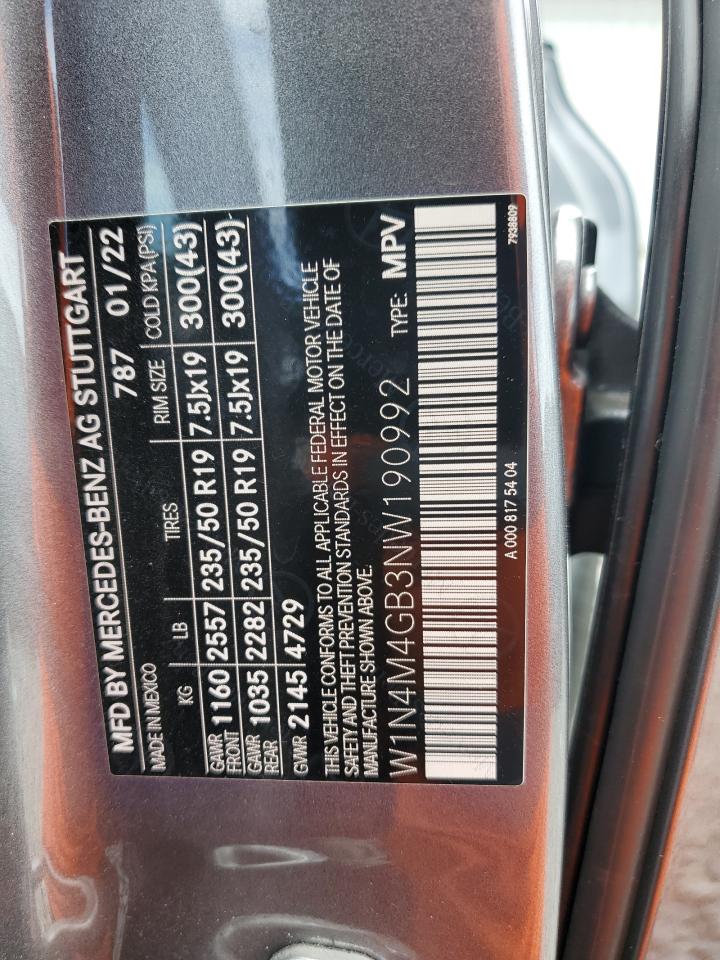 MFD BY MERCEDES-BENZ AG STUTTGART
MADE IN MEXICO 787 01/22
KG LB TIRES RIM SIZE COLD KPA(PSI)
GAWR FRONT 1160 2557 235/50 R19 7.5Jx19 300(43)
GAWR REAR 1035 2282 235/50 R19 7.5Jx19 300(43)
GVWR 2145 4729
THIS VEHICLE CONFORMS TO ALL APPLICABLE FEDERAL MOTOR VEHICLE
SAFETY AND THEFT PREVENTION STANDARDS IN EFFECT ON THE DATE OF
MANUFACTURE SHOWN ABOVE.
W1N4M4GB3NW190992 TYPE: MPV
A 000 817 54 04 7938809